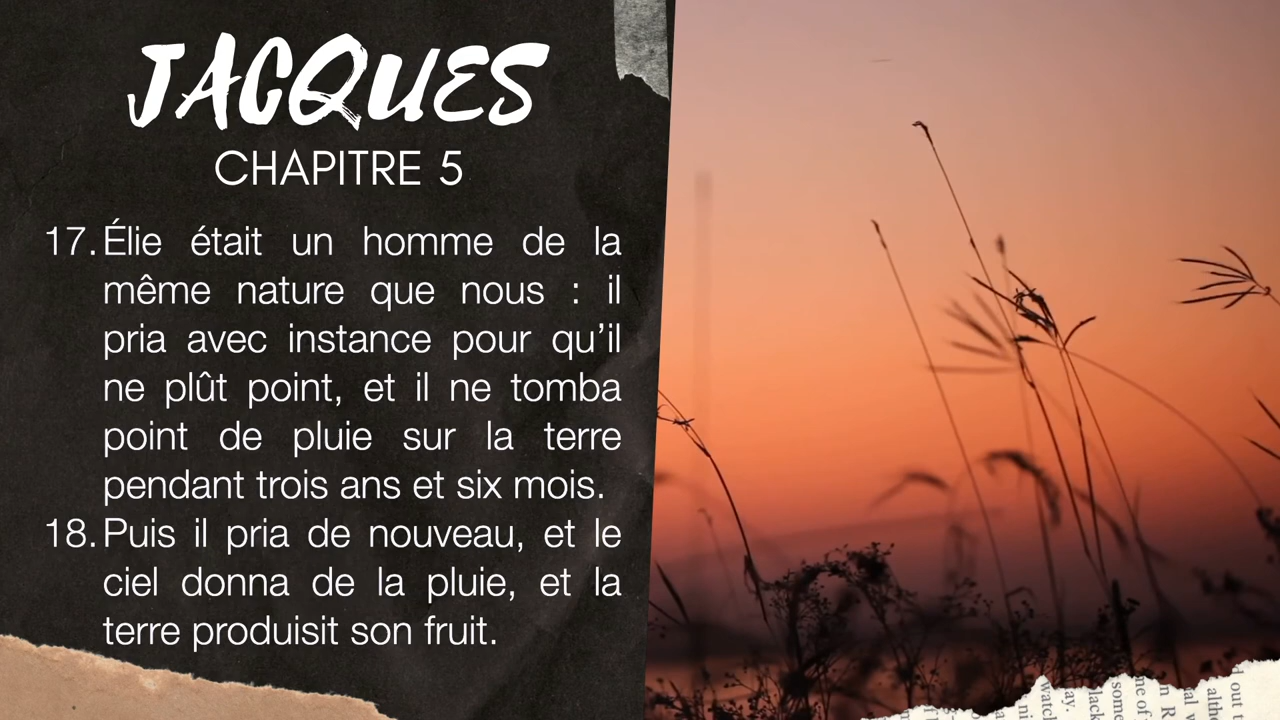 JACQUES
CHAPITRE 5
17. Élie était un homme de la
même nature que nous : il
pria avec instance pour qu’il
ne plût point, et il ne tomba
point de pluie sur la terre
pendant trois ans et six mois.
18. Puis il pria de nouveau, et le
ciel donna de la pluie, et la
terre produisit son fruit.